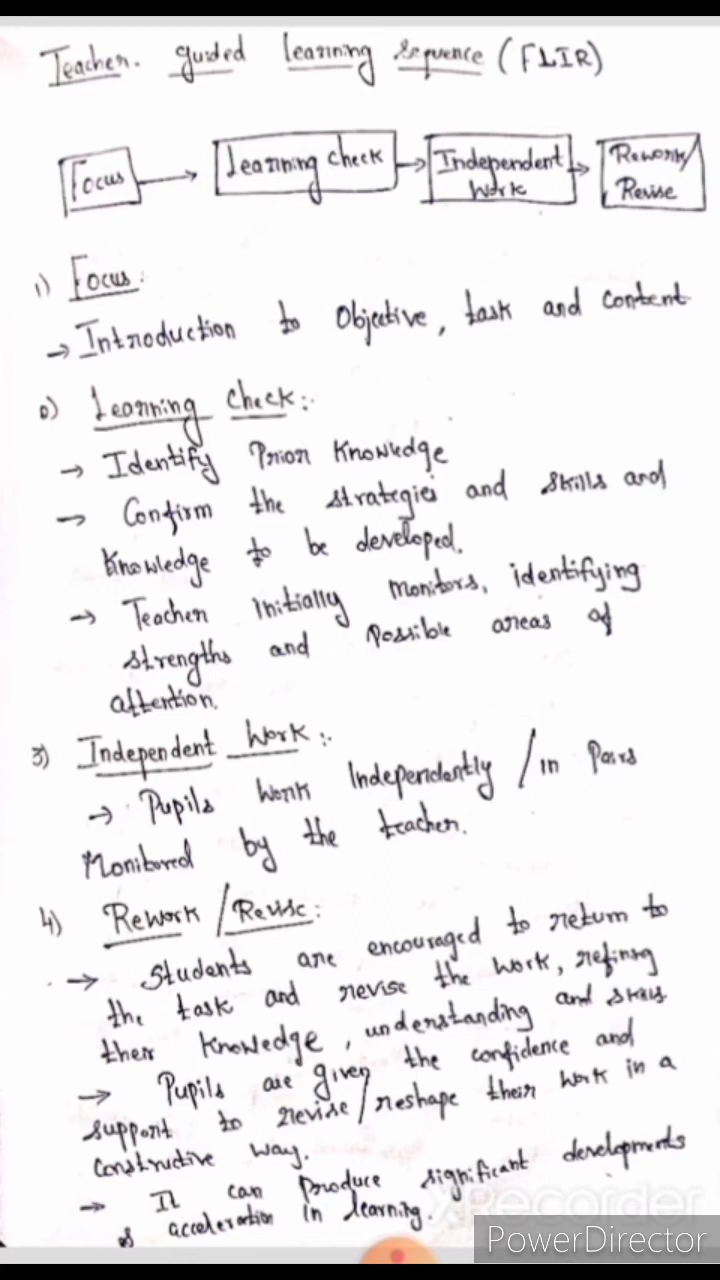 Teacher. guided learning sequence (FLIR)
Focus → Learning check → Independent Work → Rework/ Revise
1) Focus:
→ Introduction to Objective, task and content
2) Learning check:.
→ Identify Prior Knowledge
→ Confirm the strategies and skills and
knowledge to be developed.
→ Teacher initially monitors, identifying
strengths and possible areas of
attention.
3) Independent Work:.
→ Pupils work Independently / in Pairs
Monitored by the teacher.
4) Rework / Revise:
→ Students are encouraged to return to
the task and revise the work, refining
their knowledge, understanding and skills
→ Pupils are given the confidence and
support to revise / reshape their work in a
constructive way.
→ It can produce significant developments
& acceleration in learning.
XRecorder
PowerDirector